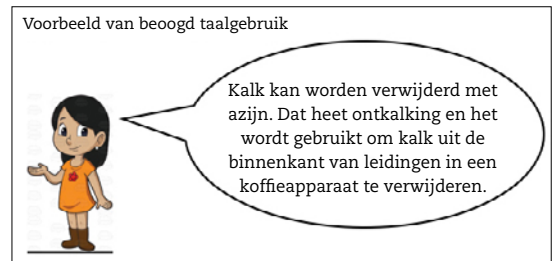 Voorbeeld van beoogd taalgebruik
Kalk kan worden verwijderd met
azijn. Dat heet ontkalking en het
wordt gebruikt om kalk uit de
binnenkant van leidingen in een
koffieapparaat te verwijderen.